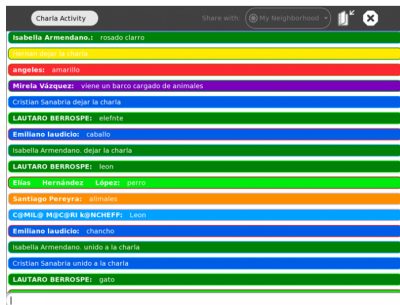 Charla Activity
Share with: My Neighborhood
Isabella Armendano.: rosado clarro
Hernan dejar la charla
angeles: amarillo
Mirela Vázquez: viene un barco cargado de animales
Cristian Sanabria dejar la charla
LAUTARO BERROSPE: elefnte
Emiliano laudicio: caballo
Isabella Armendano. dejar la charla
LAUTARO BERROSPE: leon
Elías Hernández López: perro
Santiago Pereyra: alimales
C@MIL@ M@C@RI k@NCHEFF: Leon
Emiliano laudicio: chancho
Isabella Armendano. unido a la charla
Cristian Sanabria unido a la charla
LAUTARO BERROSPE: gato